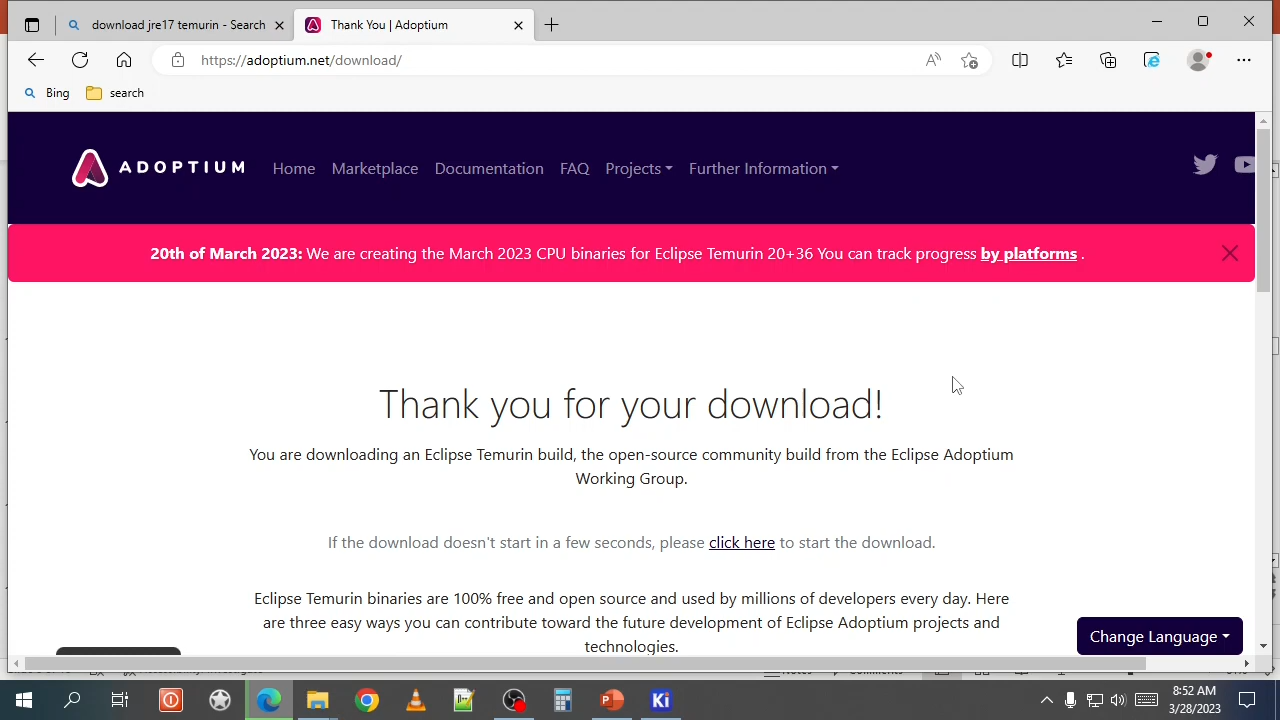 download jre17 temurin - Search
Thank You | Adoptium
https://adoptium.net/download/
Bing
search
ADOPTIUM
Home
Marketplace
Documentation
FAQ
Projects
Further Information
20th of March 2023: We are creating the March 2023 CPU binaries for Eclipse Temurin 20+36 You can track progress by platforms .
Thank you for your download!
You are downloading an Eclipse Temurin build, the open-source community build from the Eclipse Adoptium
Working Group.
If the download doesn't start in a few seconds, please click here to start the download.
Eclipse Temurin binaries are 100% free and open source and used by millions of developers every day. Here
are three easy ways you can contribute toward the future development of Eclipse Adoptium projects and
technologies.
Change Language
Ki
8:52 AM
3/28/2023